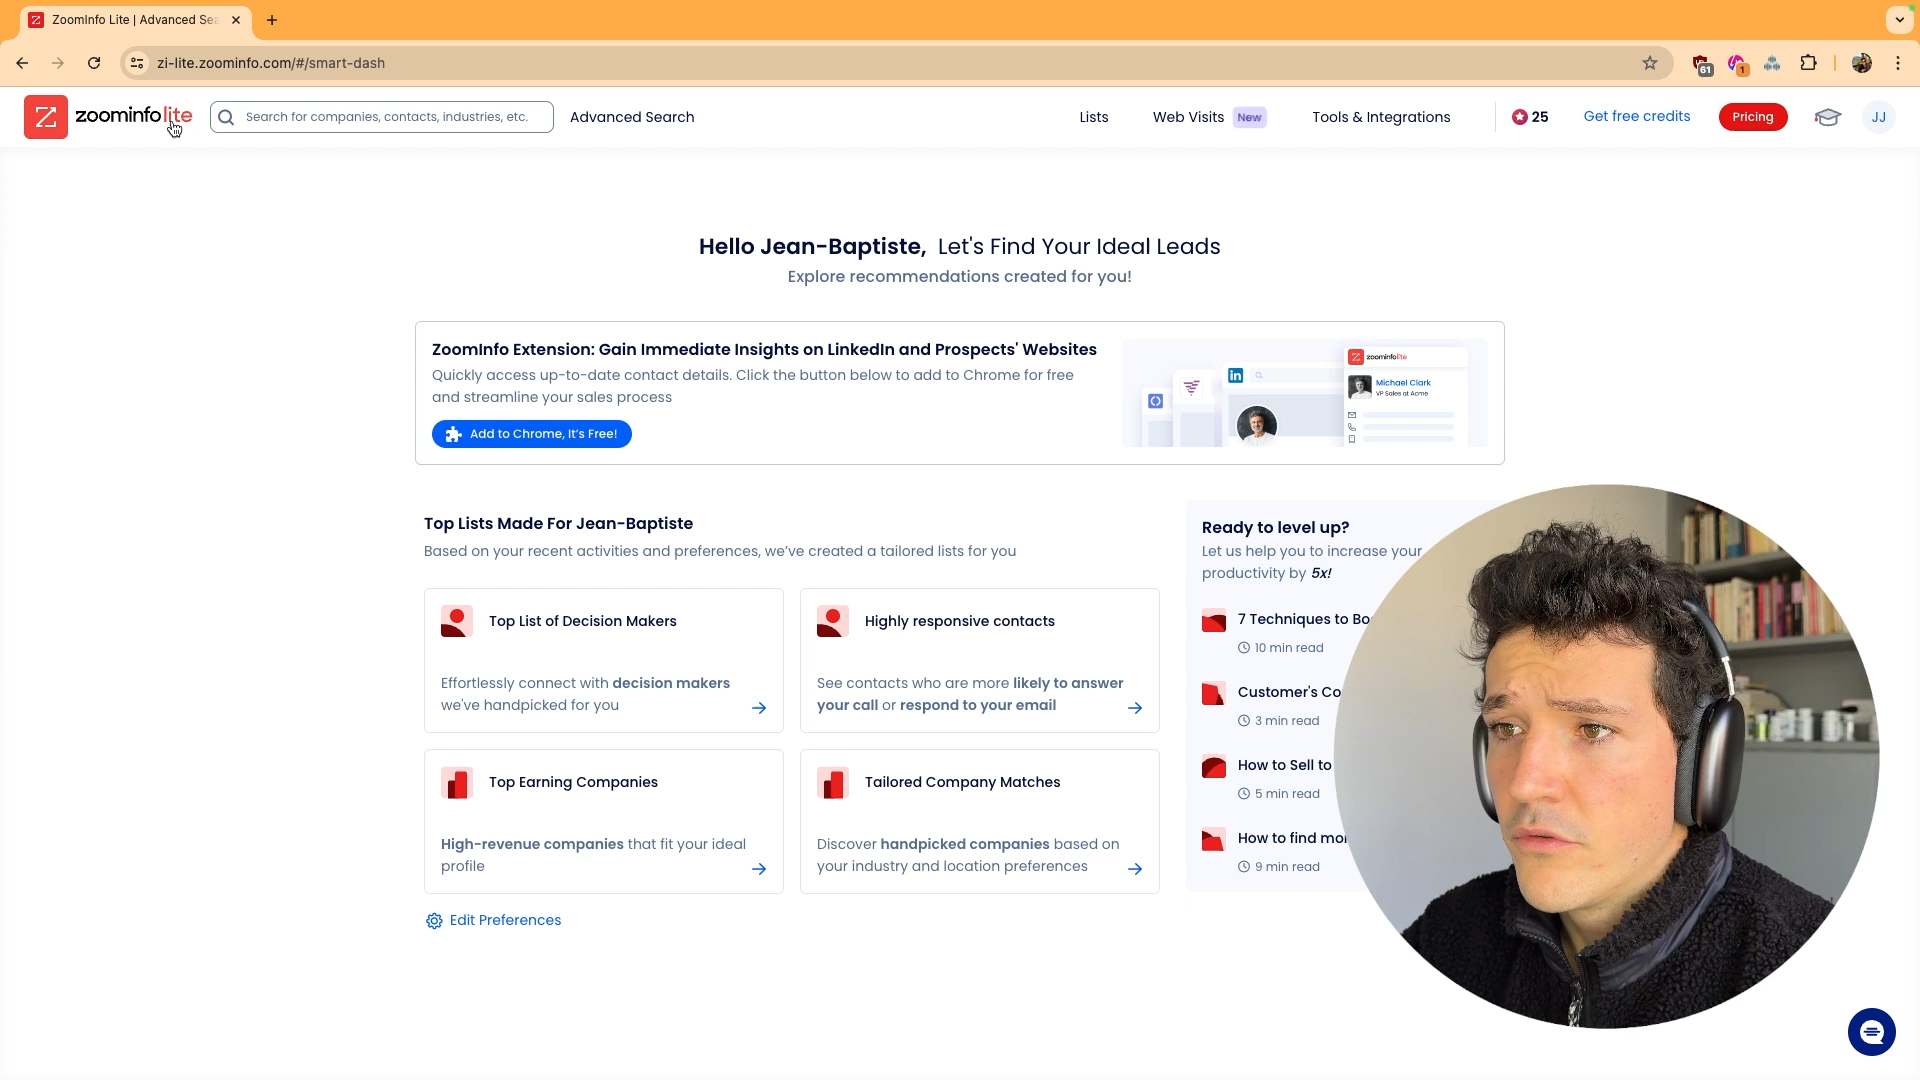 ZoomInfo Lite | Advanced Sea
zi-lite.zoominfo.com/#/smart-dash
61
1
zoominfolite
Search for companies, contacts, industries, etc.
Advanced Search
Lists
Web Visits
New
Tools & Integrations
25
Get free credits
Pricing
JJ
Hello Jean-Baptiste, Let's Find Your Ideal Leads
Explore recommendations created for you!
ZoomInfo Extension: Gain Immediate Insights on LinkedIn and Prospects' Websites
Quickly access up-to-date contact details. Click the button below to add to Chrome for free
and streamline your sales process
Add to Chrome, It's Free!
in
zoominfolite
Michael Clark
VP Sales at Acme
Top Lists Made For Jean-Baptiste
Based on your recent activities and preferences, we've created a tailored lists for you
Top List of Decision Makers
Effortlessly connect with decision makers
we've handpicked for you
Highly responsive contacts
See contacts who are more likely to answer
your call or respond to your email
Top Earning Companies
High-revenue companies that fit your ideal
profile
Tailored Company Matches
Discover handpicked companies based on
your industry and location preferences
Edit Preferences
Ready to level up?
Let us help you to increase your
productivity by 5x!
7 Techniques to Bo
10 min read
Customer's Co
3 min read
How to Sell to
5 min read
How to find mo
9 min read